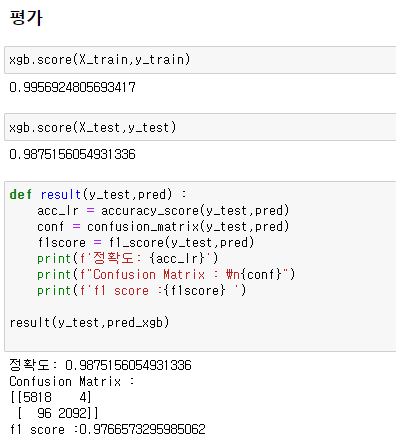 평가
xgb.score(X_train,y_train)
0.9956924805693417
xgb.score(X_test,y_test)
0.9875156054931336
def result(y_test,pred) :
    acc_lr = accuracy_score(y_test,pred)
    conf = confusion_matrix(y_test,pred)
    f1score = f1_score(y_test,pred)
    print(f'정확도: {acc_lr}')
    print(f"Confusion Matrix : ₩n{conf}")
    print(f'f1 score :{f1score} ')
result(y_test,pred_xgb)
정확도: 0.9875156054931336
Confusion Matrix :
[[5818    4]
 [  96 2092]]
f1 score :0.9766573295985062